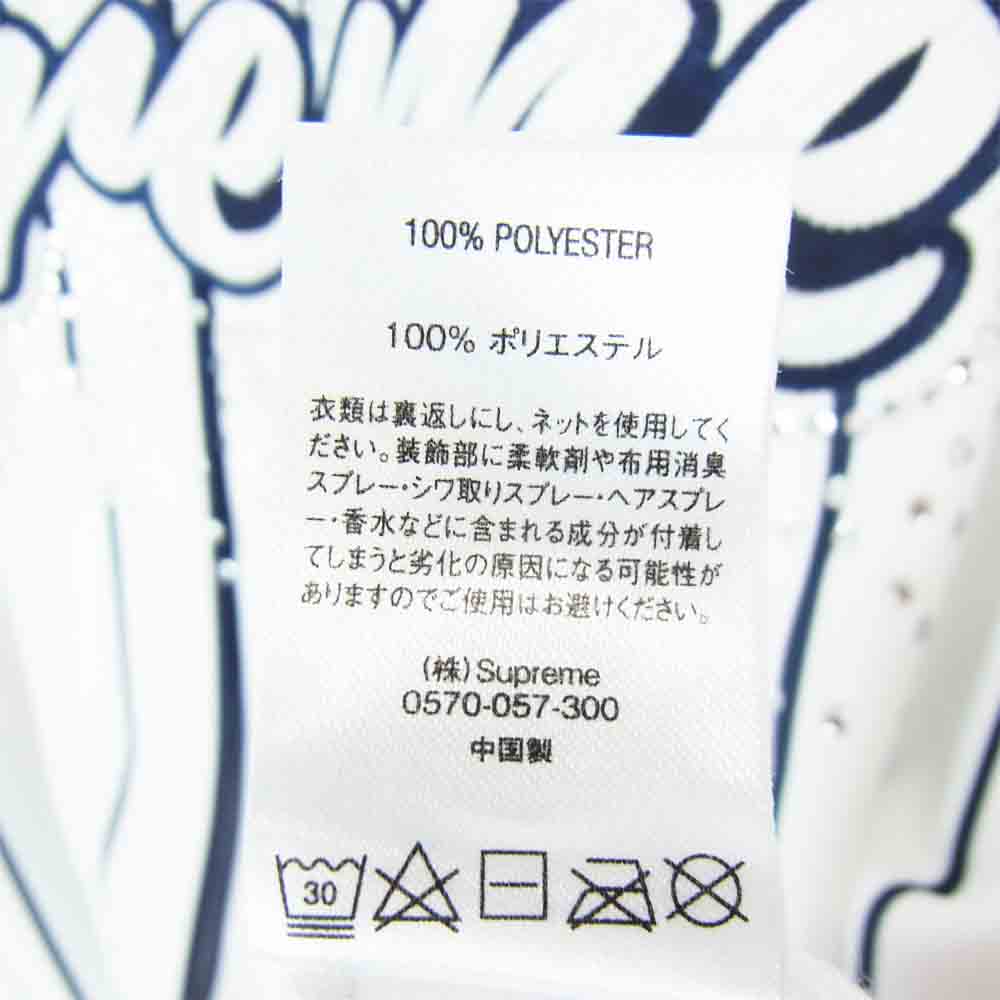 100% POLYESTER
100% ポリエステル
衣類は裏返しにし、ネットを使用してく
ださい。装飾部に柔軟剤や布用消臭
スプレー・シワ取りスプレー・ヘアスプレ
ー・香水などに含まれる成分が付着し
てしまうと劣化の原因になる可能性が
ありますのでご使用はお避けください。
(株)Supreme
0570-057-300
中国製
30